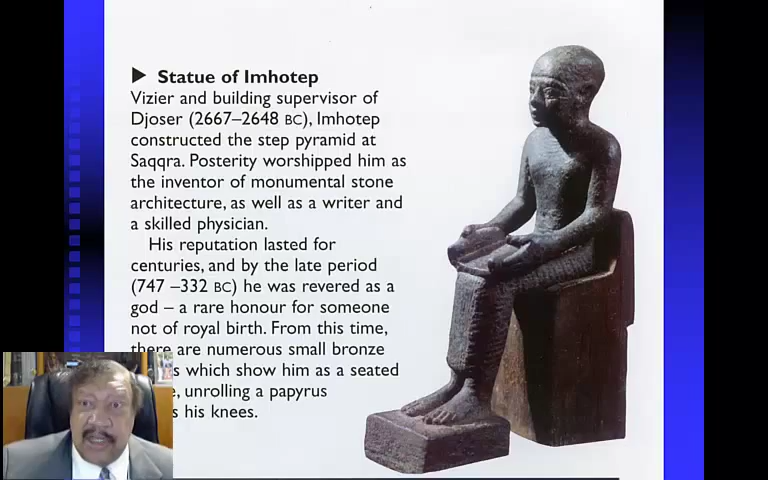 ▶ Statue of Imhotep
Vizier and building supervisor of
Djoser (2667–2648 BC), Imhotep
constructed the step pyramid at
Saqqra. Posterity worshipped him as
the inventor of monumental stone
architecture, as well as a writer and
a skilled physician.
His reputation lasted for
centuries, and by the late period
(747 –332 BC) he was revered as a
god – a rare honour for someone
not of royal birth. From this time,
there are numerous small bronze
which show him as a seated
unrolling a papyrus
his knees.